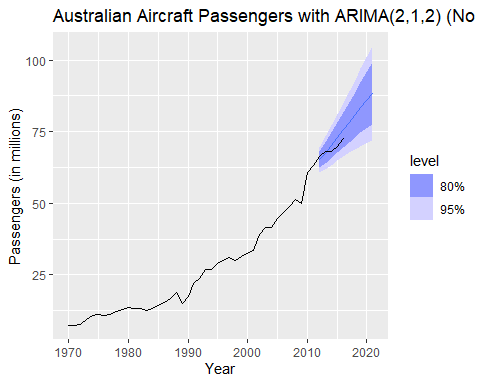 Australian Aircraft Passengers with ARIMA(2,1,2) (No
100
75
50
25
Passengers (in millions)
1970 1980 1990 2000 2010 2020
Year
level
80%
95%